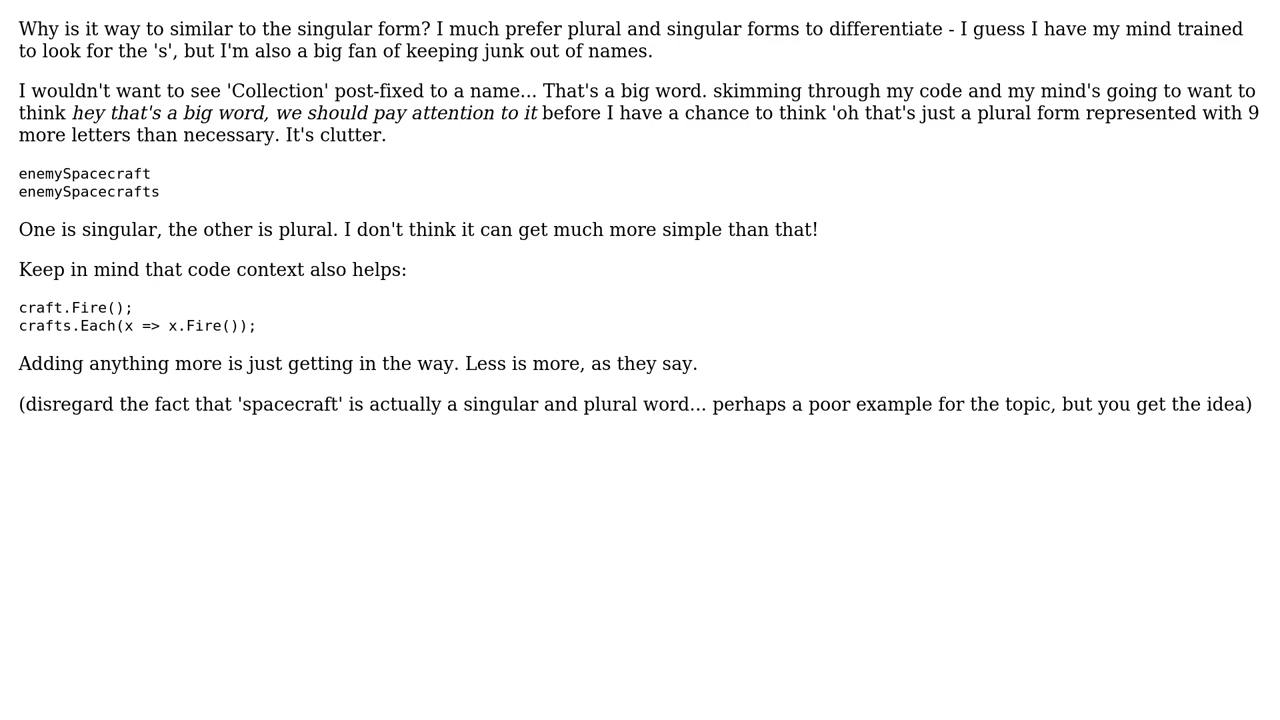 Why is it way to similar to the singular form? I much prefer plural and singular forms to differentiate - I guess I have my mind trained
to look for the 's', but I'm also a big fan of keeping junk out of names.
I wouldn't want to see 'Collection' post-fixed to a name... That's a big word. skimming through my code and my mind's going to want to
think hey that's a big word, we should pay attention to it before I have a chance to think 'oh that's just a plural form represented with 9
more letters than necessary. It's clutter.
enemySpacecraft
enemySpacecrafts
One is singular, the other is plural. I don't think it can get much more simple than that!
Keep in mind that code context also helps:
craft.Fire();
crafts.Each(x => x.Fire());
Adding anything more is just getting in the way. Less is more, as they say.
(disregard the fact that 'spacecraft' is actually a singular and plural word... perhaps a poor example for the topic, but you get the idea)